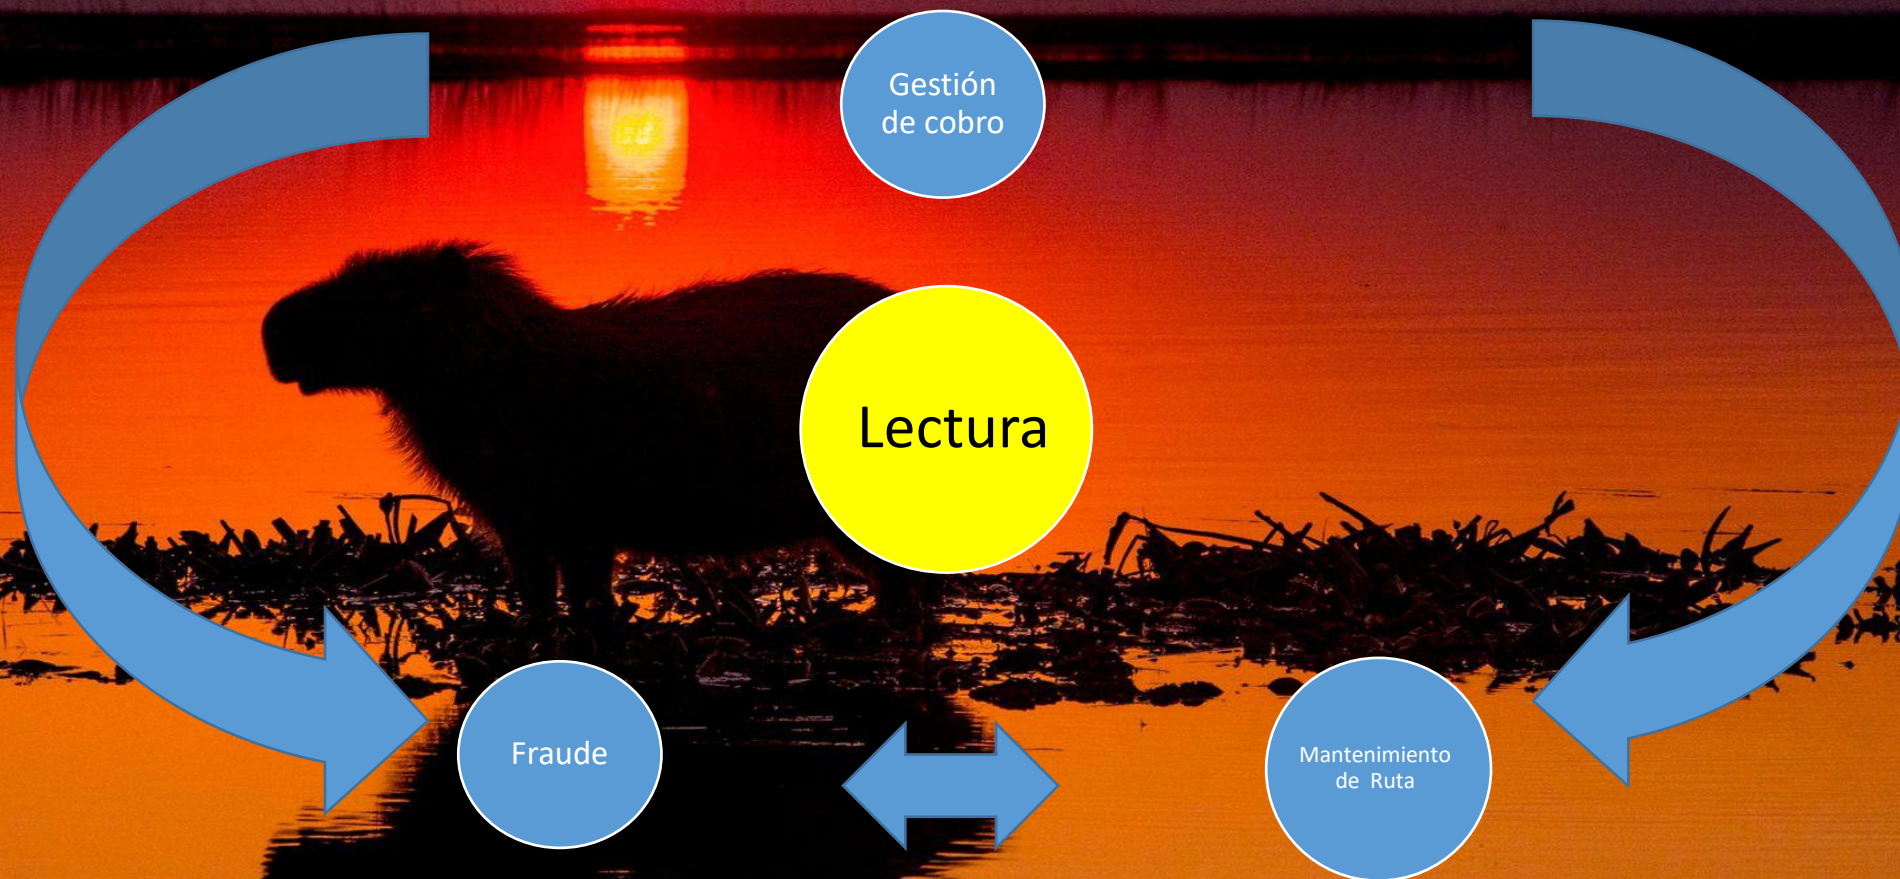 Gestión
de cobro
Lectura
Fraude
Mantenimiento
de Ruta